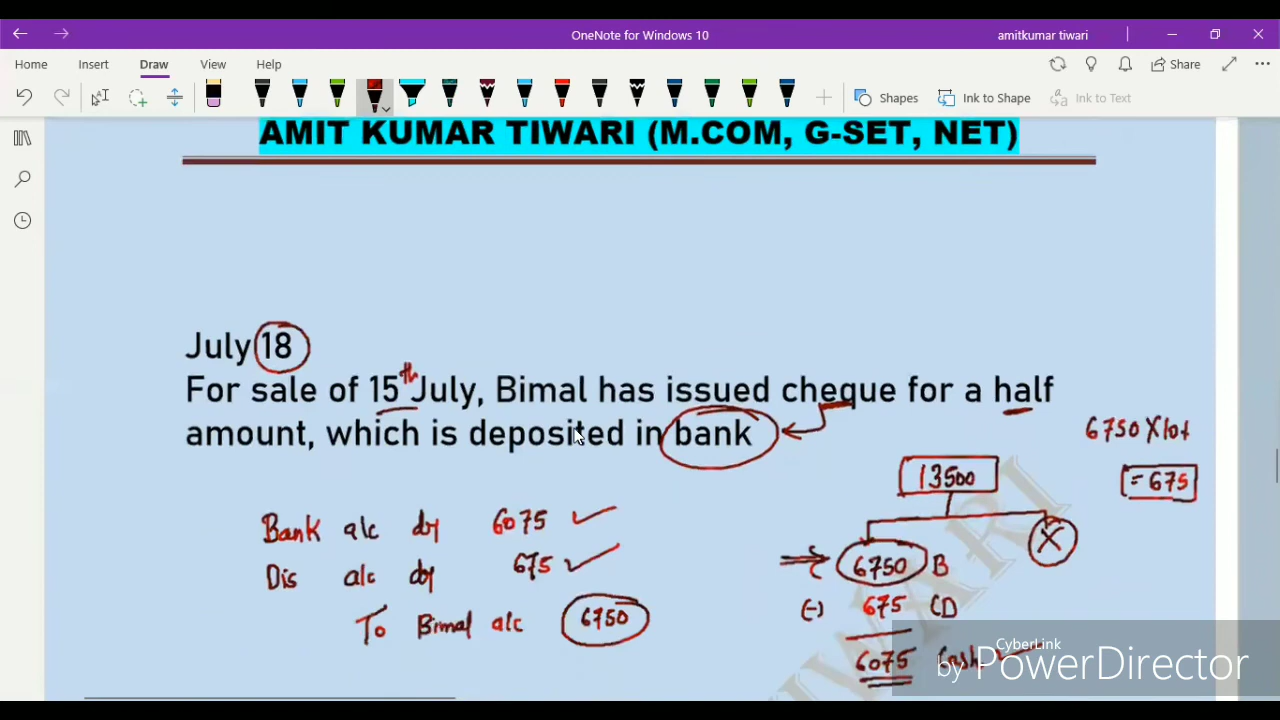 OneNote for Windows 10
amitkumar tiwari
Home Insert Draw View Help
Share
Shapes Ink to Shape Ink to Text
AMIT KUMAR TIWARI (M.COM, G-SET, NET)
July 18
For sale of 15th July, Bimal has issued cheque for a half
amount, which is deposited in bank
6750 X 10%
= 675
13500
X
Bank a/c dr 6075
Dis a/c dr 675
To Bimal a/c 6750
6750 B
(-) 675 CD
6075 Cash
TIWARI
CyberLink
by PowerDirector